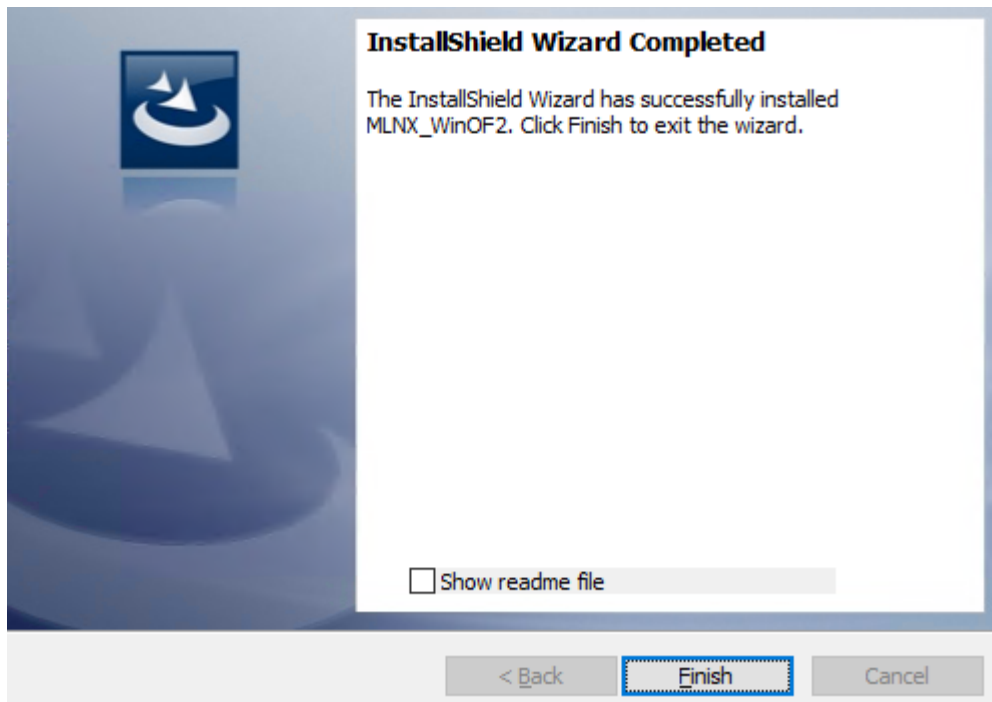 InstallShield Wizard Completed
The InstallShield Wizard has successfully installed
MLNX_WinOF2. Click Finish to exit the wizard.
Show readme file
< Back
Finish
Cancel